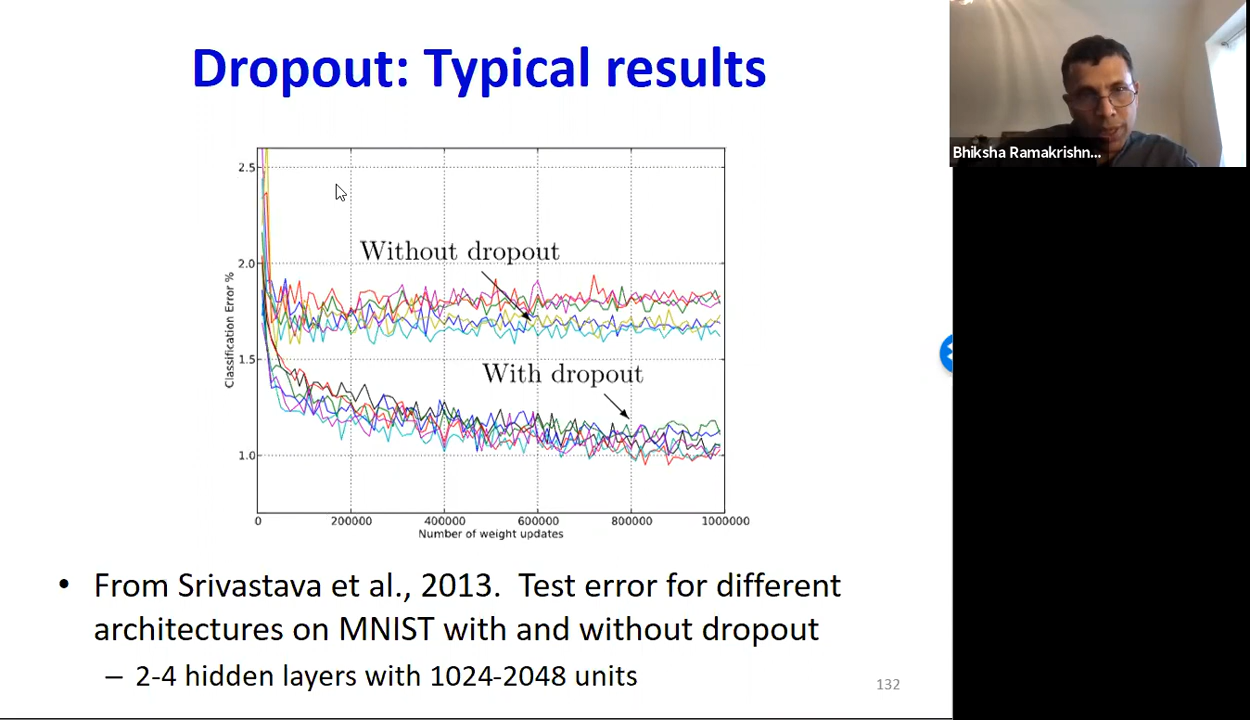 Dropout: Typical results
Bhiksha Ramakrishn...
2.5
2.0
1.5
1.0
Classification Error %
Without dropout
With dropout
0 200000 400000 600000 800000 1000000
Number of weight updates
• From Srivastava et al., 2013. Test error for different
architectures on MNIST with and without dropout
– 2-4 hidden layers with 1024-2048 units
132